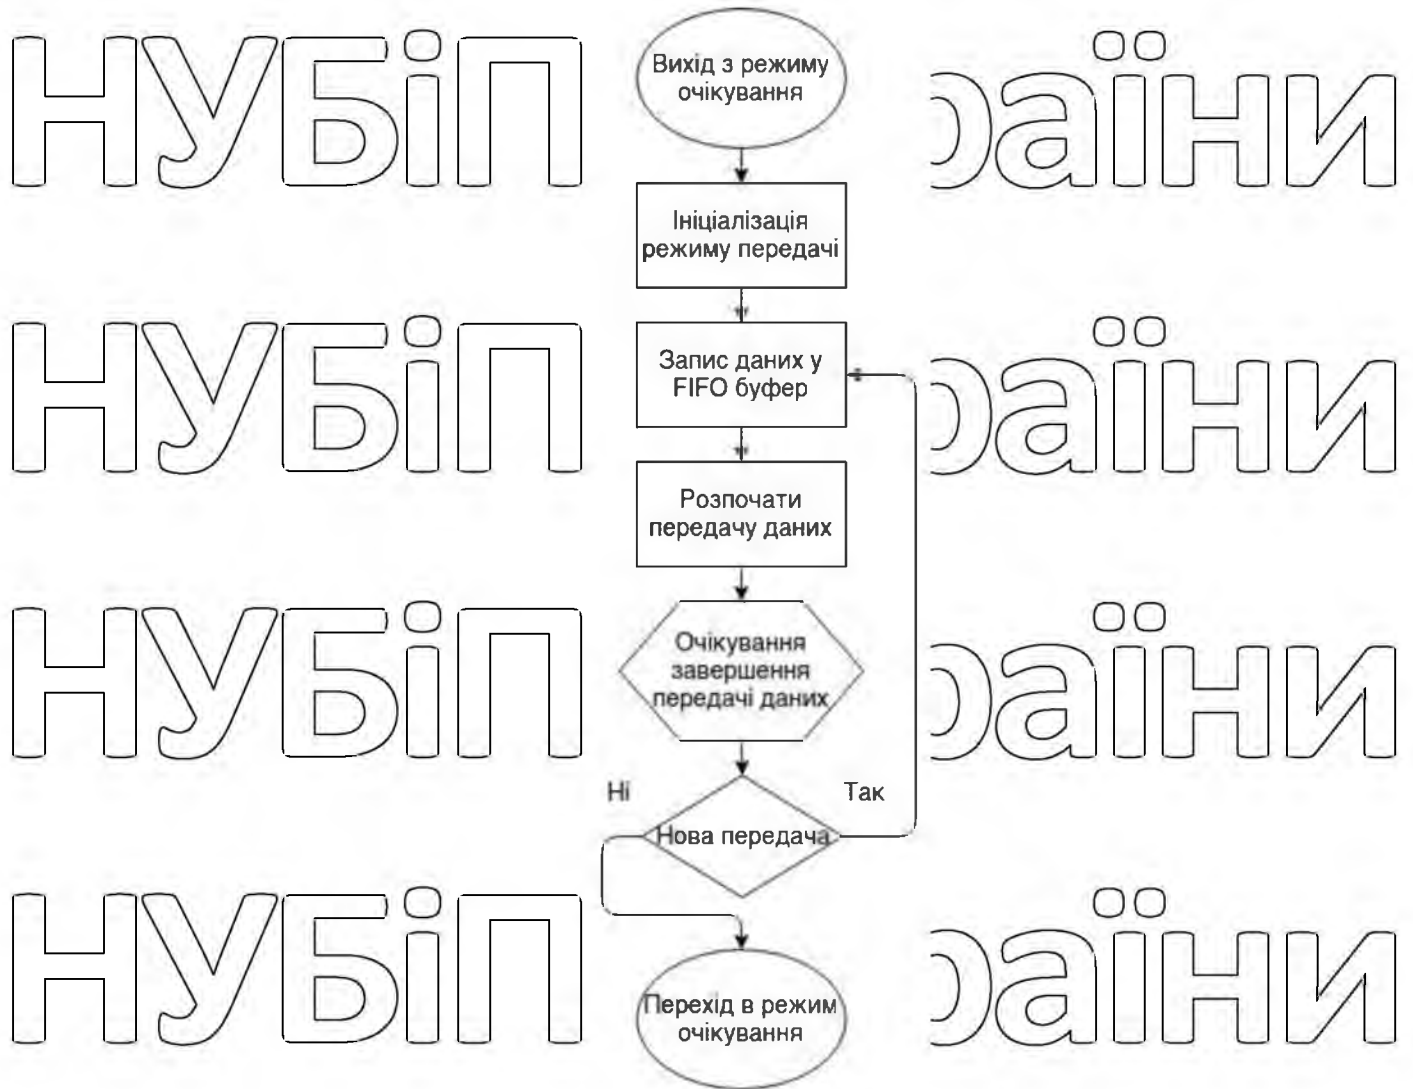 НУБіП
раїни
Вихід з режиму
очікування
Ініціалізація
режиму передачі
НУБіП
раїни
Запис даних у
FIFO буфер
Розпочати
передачу даних
НУБіП
раїни
Очікування
завершення
передачі даних
Ні
Так
Нова передача
НУБіП
раїни
Перехід в режим
очікування